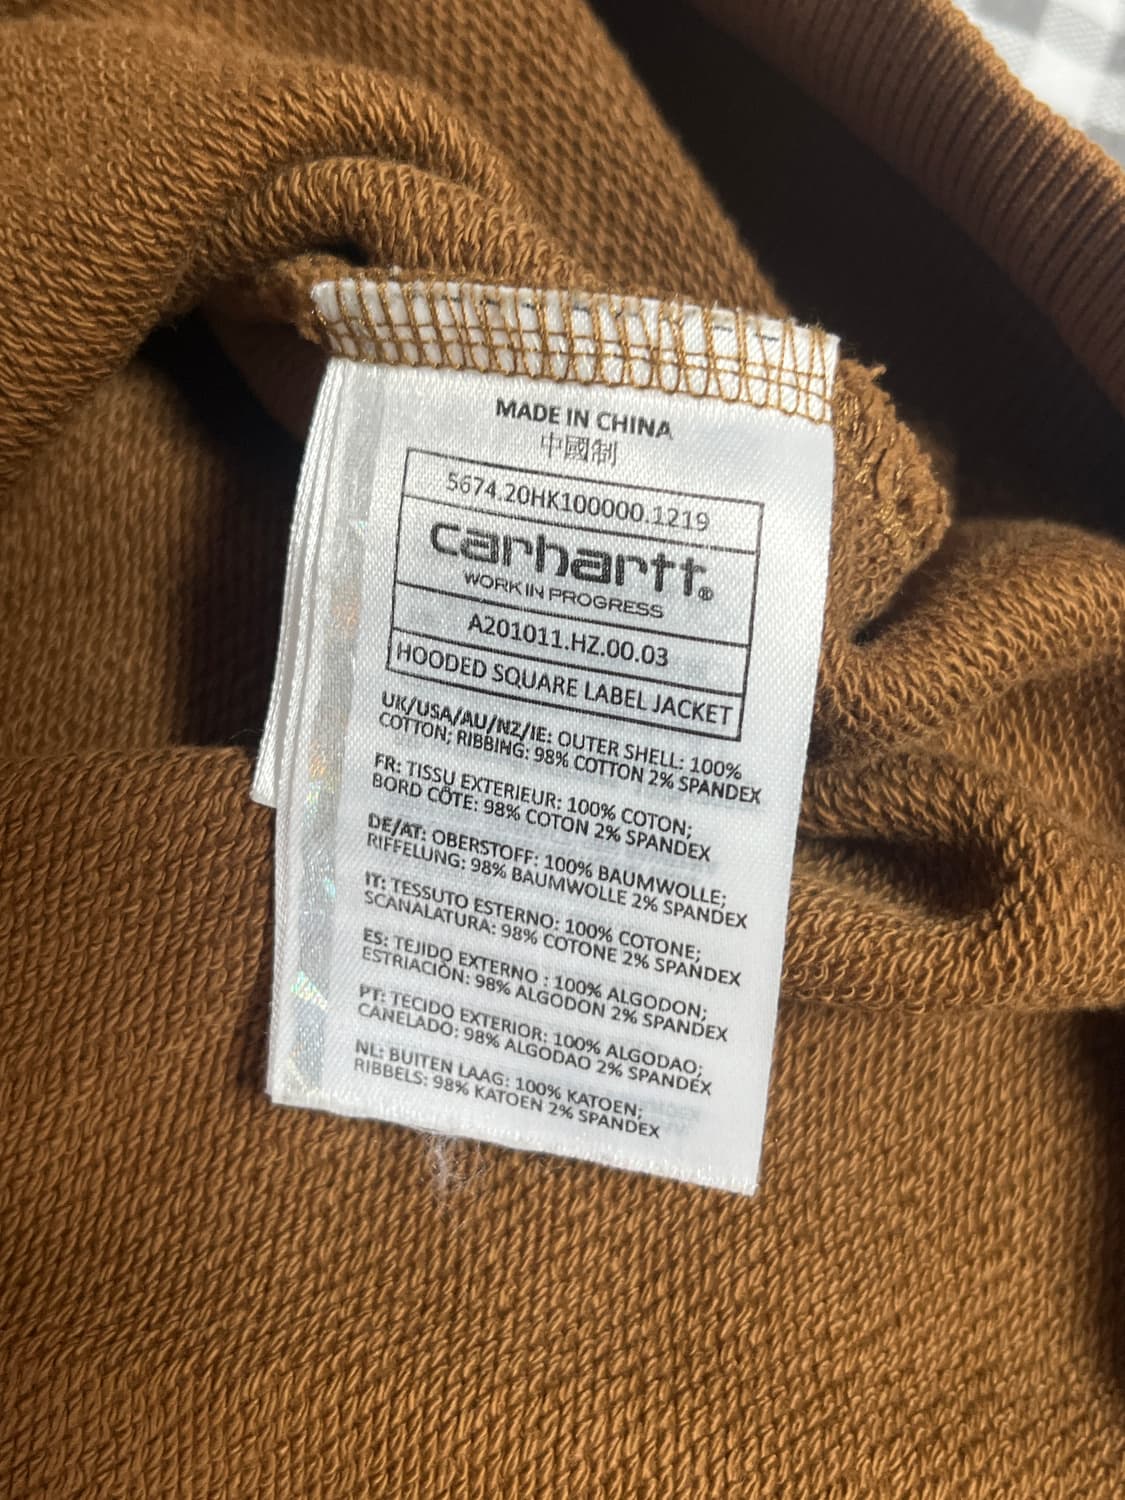 MADE IN CHINA
中國制
5674.20HK100000.1219
carhartt®
WORK IN PROGRESS
A201011.HZ.00.03
HOODED SQUARE LABEL JACKET
UK/USA/AU/NZ/IE: OUTER SHELL: 100%
COTTON; RIBBING: 98% COTTON 2% SPANDEX
FR: TISSU EXTERIEUR: 100% COTON;
BORD CÔTE: 98% COTON 2% SPANDEX
DE/AT: OBERSTOFF: 100% BAUMWOLLE;
RIFFELUNG: 98% BAUMWOLLE 2% SPANDEX
IT: TESSUTO ESTERNO: 100% COTONE;
SCANALATURA: 98% COTONE 2% SPANDEX
ES: TEJIDO EXTERNO : 100% ALGODON;
ESTRIACIÓN: 98% ALGODON 2% SPANDEX
PT: TECIDO EXTERIOR: 100% ALGODAO;
CANELADO: 98% ALGODAO 2% SPANDEX
NL: BUITEN LAAG: 100% KATOEN;
RIBBELS: 98% KATOEN 2% SPANDEX